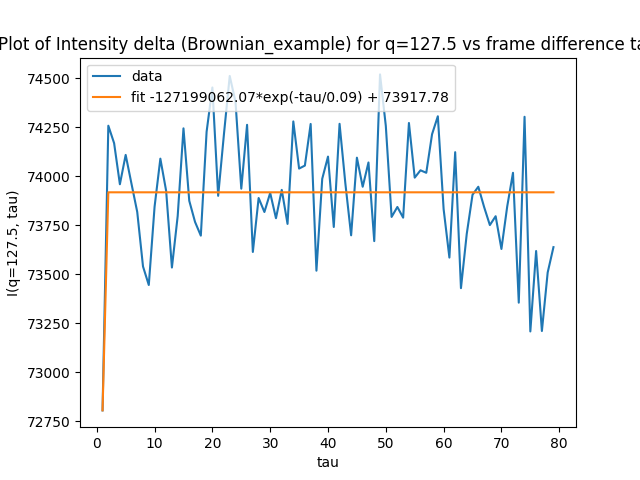 Plot of Intensity delta (Brownian_example) for q=127.5 vs frame difference ta
data
fit -127199062.07*exp(-tau/0.09) + 73917.78
I(q=127.5, tau)
74500
74250
74000
73750
73500
73250
73000
72750
0 10 20 30 40 50 60 70 80
tau